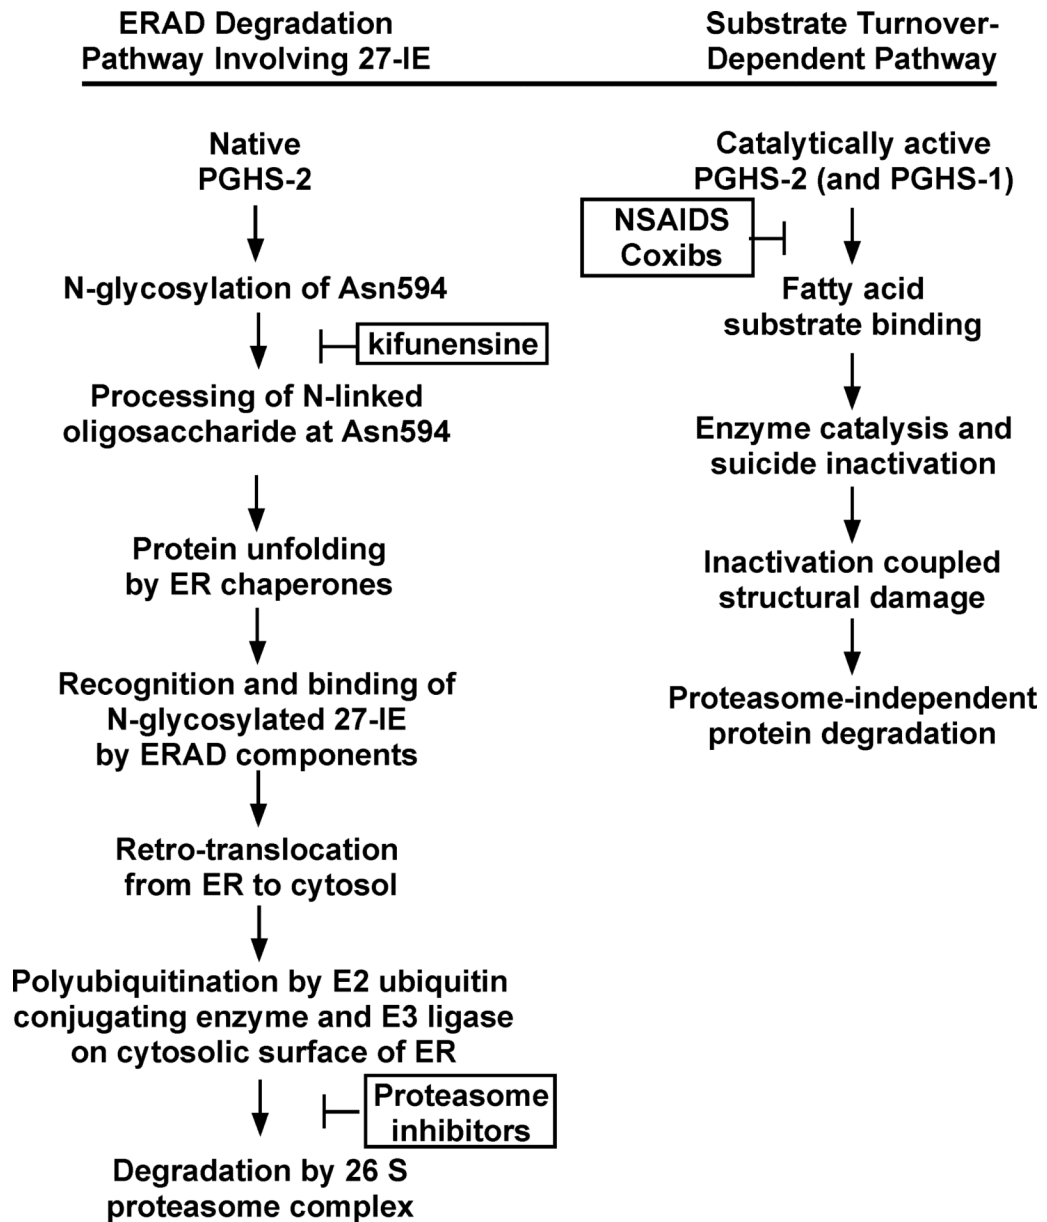 ERAD Degradation
Pathway Involving 27-IE
Native
PGHS-2
N-glycosylation of Asn594
kifunensine
Processing of N-linked
oligosaccharide at Asn594
Protein unfolding
by ER chaperones
Recognition and binding of
N-glycosylated 27-IE
by ERAD components
Retro-translocation
from ER to cytosol
Polyubiquitination by E2 ubiquitin
conjugating enzyme and E3 ligase
on cytosolic surface of ER
Proteasome
inhibitors
Degradation by 26 S
proteasome complex
Substrate Turnover-
Dependent Pathway
Catalytically active
PGHS-2 (and PGHS-1)
NSAIDS
Coxibs
Fatty acid
substrate binding
Enzyme catalysis and
suicide inactivation
Inactivation coupled
structural damage
Proteasome-independent
protein degradation